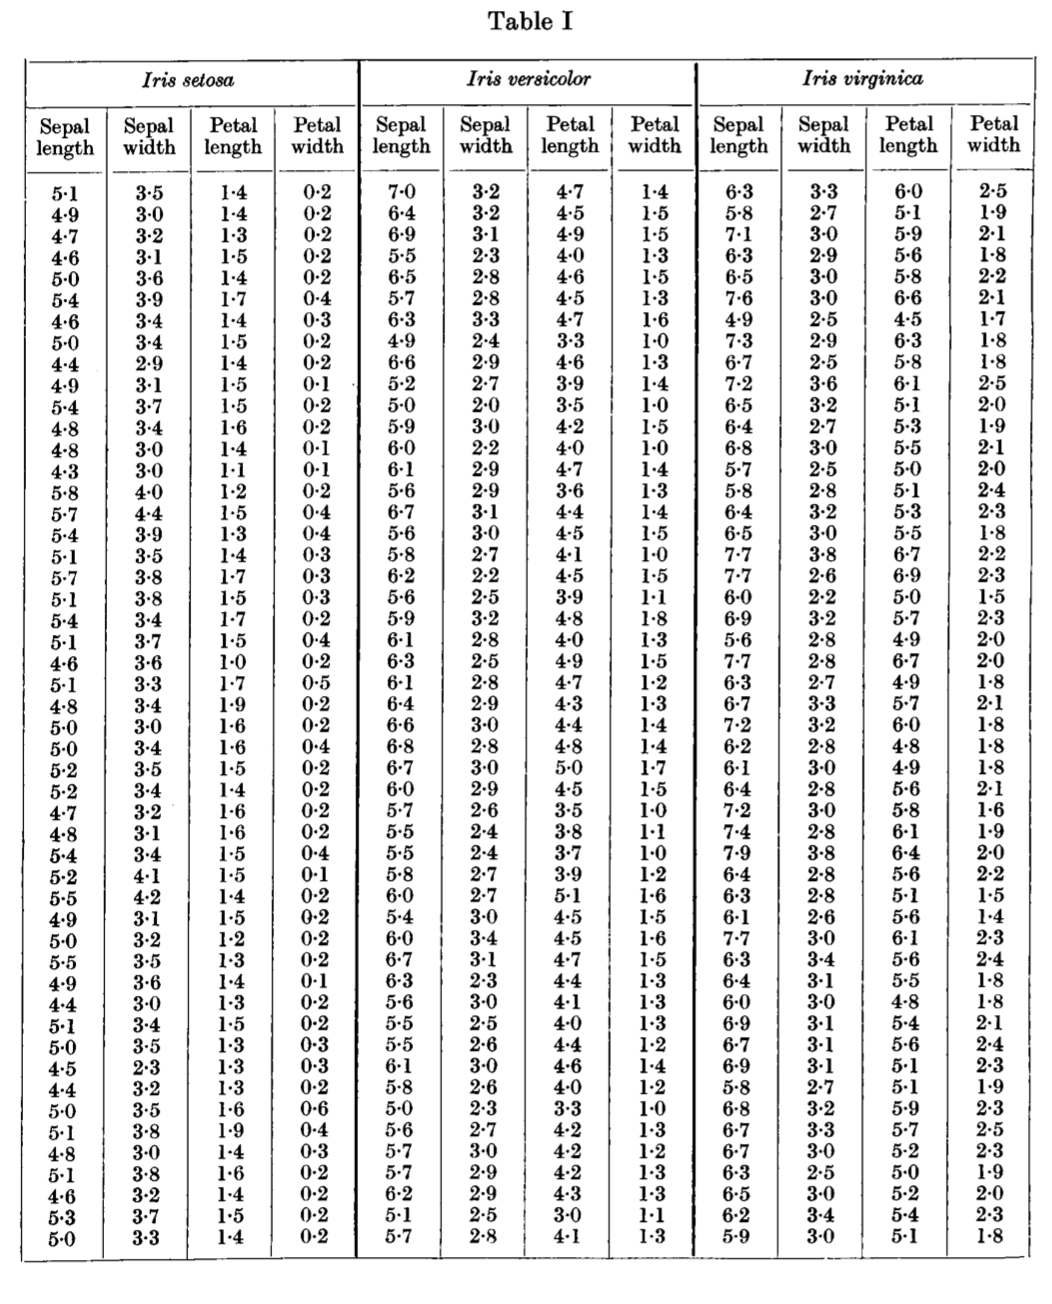 Table I
Iris setosa Iris versicolor Iris virginica
Sepal Sepal Petal Petal Sepal Sepal Petal Petal Sepal Sepal Petal Petal
length width length width length width length width length width length width
5·1 3·5 1·4 0·2 7·0 3·2 4·7 1·4 6·3 3·3 6·0 2·5
4·9 3·0 1·4 0·2 6·4 3·2 4·5 1·5 5·8 2·7 5·1 1·9
4·7 3·2 1·3 0·2 6·9 3·1 4·9 1·5 7·1 3·0 5·9 2·1
4·6 3·1 1·5 0·2 5·5 2·3 4·0 1·3 6·3 2·9 5·6 1·8
5·0 3·6 1·4 0·2 6·5 2·8 4·6 1·5 6·5 3·0 5·8 2·2
5·4 3·9 1·7 0·4 5·7 2·8 4·5 1·3 7·6 3·0 6·6 2·1
4·6 3·4 1·4 0·3 6·3 3·3 4·7 1·6 4·9 2·5 4·5 1·7
5·0 3·4 1·5 0·2 4·9 2·4 3·3 1·0 7·3 2·9 6·3 1·8
4·4 2·9 1·4 0·2 6·6 2·9 4·6 1·3 6·7 2·5 5·8 1·8
4·9 3·1 1·5 0·1 5·2 2·7 3·9 1·4 7·2 3·6 6·1 2·5
5·4 3·7 1·5 0·2 5·0 2·0 3·5 1·0 6·5 3·2 5·1 2·0
4·8 3·4 1·6 0·2 5·9 3·0 4·2 1·5 6·4 2·7 5·3 1·9
4·8 3·0 1·4 0·1 6·0 2·2 4·0 1·0 6·8 3·0 5·5 2·1
4·3 3·0 1·1 0·1 6·1 2·9 4·7 1·4 5·7 2·5 5·0 2·0
5·8 4·0 1·2 0·2 5·6 2·9 3·6 1·3 5·8 2·8 5·1 2·4
5·7 4·4 1·5 0·4 6·7 3·1 4·4 1·4 6·4 3·2 5·3 2·3
5·4 3·9 1·3 0·4 5·6 3·0 4·5 1·5 6·5 3·0 5·5 1·8
5·1 3·5 1·4 0·3 5·8 2·7 4·1 1·0 7·7 3·8 6·7 2·2
5·7 3·8 1·7 0·3 6·2 2·2 4·5 1·5 7·7 2·6 6·9 2·3
5·1 3·8 1·5 0·3 5·6 2·5 3·9 1·1 6·0 2·2 5·0 1·5
5·4 3·4 1·7 0·2 5·9 3·2 4·8 1·8 6·9 3·2 5·7 2·3
5·1 3·7 1·5 0·4 6·1 2·8 4·0 1·3 5·6 2·8 4·9 2·0
4·6 3·6 1·0 0·2 6·3 2·5 4·9 1·5 7·7 2·8 6·7 2·0
5·1 3·3 1·7 0·5 6·1 2·8 4·7 1·2 6·3 2·7 4·9 1·8
4·8 3·4 1·9 0·2 6·4 2·9 4·3 1·3 6·7 3·3 5·7 2·1
5·0 3·0 1·6 0·2 6·6 3·0 4·4 1·4 7·2 3·2 6·0 1·8
5·0 3·4 1·6 0·4 6·8 2·8 4·8 1·4 6·2 2·8 4·8 1·8
5·2 3·5 1·5 0·2 6·7 3·0 5·0 1·7 6·1 3·0 4·9 1·8
5·2 3·4 1·4 0·2 6·0 2·9 4·5 1·5 6·4 2·8 5·6 2·1
4·7 3·2 1·6 0·2 5·7 2·6 3·5 1·0 7·2 3·0 5·8 1·6
4·8 3·1 1·6 0·2 5·5 2·4 3·8 1·1 7·4 2·8 6·1 1·9
5·4 3·4 1·5 0·4 5·5 2·4 3·7 1·0 7·9 3·8 6·4 2·0
5·2 4·1 1·5 0·1 5·8 2·7 3·9 1·2 6·4 2·8 5·6 2·2
5·5 4·2 1·4 0·2 6·0 2·7 5·1 1·6 6·3 2·8 5·1 1·5
4·9 3·1 1·5 0·2 5·4 3·0 4·5 1·5 6·1 2·6 5·6 1·4
5·0 3·2 1·2 0·2 6·0 3·4 4·5 1·6 7·7 3·0 6·1 2·3
5·5 3·5 1·3 0·2 6·7 3·1 4·7 1·5 6·3 3·4 5·6 2·4
4·9 3·6 1·4 0·1 6·3 2·3 4·4 1·3 6·4 3·1 5·5 1·8
4·4 3·0 1·3 0·2 5·6 3·0 4·1 1·3 6·0 3·0 4·8 1·8
5·1 3·4 1·5 0·2 5·5 2·5 4·0 1·3 6·9 3·1 5·4 2·1
5·0 3·5 1·3 0·3 5·5 2·6 4·4 1·2 6·7 3·1 5·6 2·4
4·5 2·3 1·3 0·3 6·1 3·0 4·6 1·4 6·9 3·1 5·1 2·3
4·4 3·2 1·3 0·2 5·8 2·6 4·0 1·2 5·8 2·7 5·1 1·9
5·0 3·5 1·6 0·6 5·0 2·3 3·3 1·0 6·8 3·2 5·9 2·3
5·1 3·8 1·9 0·4 5·6 2·7 4·2 1·3 6·7 3·3 5·7 2·5
4·8 3·0 1·4 0·3 5·7 3·0 4·2 1·2 6·7 3·0 5·2 2·3
5·1 3·8 1·6 0·2 5·7 2·9 4·2 1·3 6·3 2·5 5·0 1·9
4·6 3·2 1·4 0·2 6·2 2·9 4·3 1·3 6·5 3·0 5·2 2·0
5·3 3·7 1·5 0·2 5·1 2·5 3·0 1·1 6·2 3·4 5·4 2·3
5·0 3·3 1·4 0·2 5·7 2·8 4·1 1·3 5·9 3·0 5·1 1·8